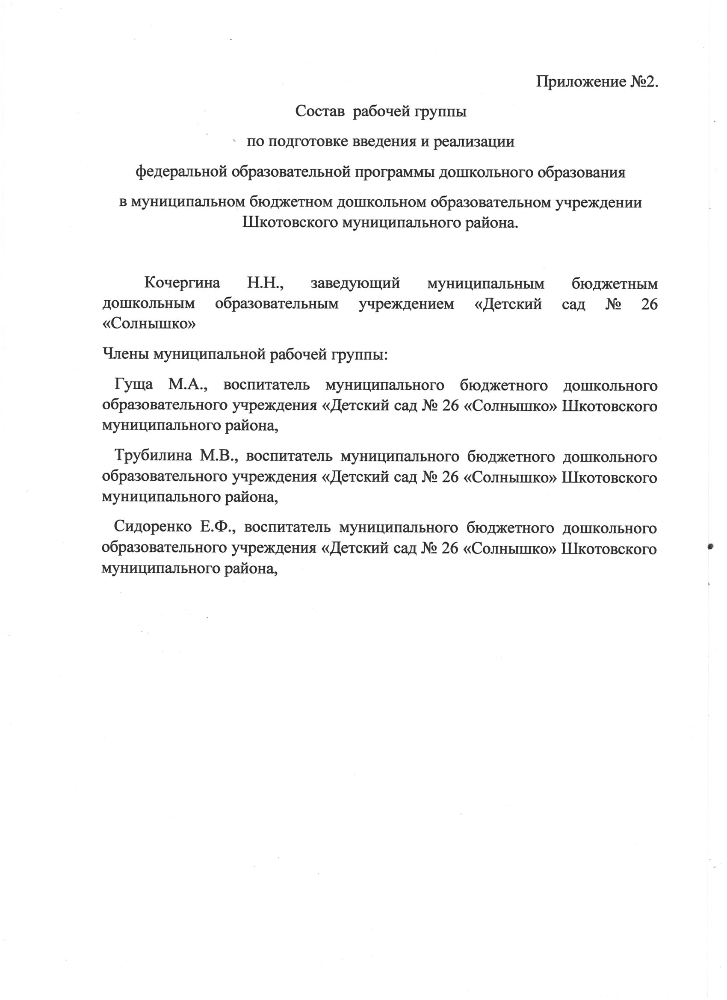 Приложение №2.
Состав рабочей группы
по подготовке введения и реализации
федеральной образовательной программы дошкольного образования
в муниципальном бюджетном дошкольном образовательном учреждении
Шкотовского муниципального района.
Кочергина Н.Н., заведующий муниципальным бюджетным
дошкольным образовательным учреждением «Детский сад № 26
«Солнышко»
Члены муниципальной рабочей группы:
Гуща М.А., воспитатель муниципального бюджетного дошкольного
образовательного учреждения «Детский сад № 26 «Солнышко» Шкотовского
муниципального района,
Трубилина М.В., воспитатель муниципального бюджетного дошкольного
образовательного учреждения «Детский сад № 26 «Солнышко» Шкотовского
муниципального района,
Сидоренко Е.Ф., воспитатель муниципального бюджетного дошкольного
образовательного учреждения «Детский сад № 26 «Солнышко» Шкотовского
муниципального района,